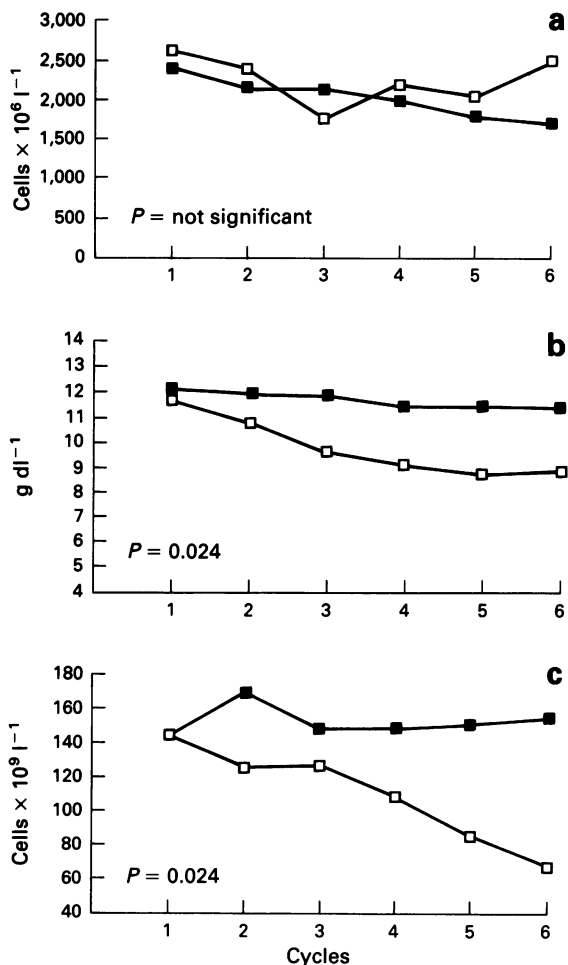 a
3,000
2,500
2,000
1,500
1,000
500
0
Cells × 10⁶ l⁻¹
P = not significant
1 2 3 4 5 6
b
14
13
12
11
10
9
8
7
6
5
4
g dl⁻¹
P = 0.024
1 2 3 4 5 6
c
180
160
140
120
100
80
60
40
Cells × 10⁹ l⁻¹
P = 0.024
1 2 3 4 5 6
Cycles